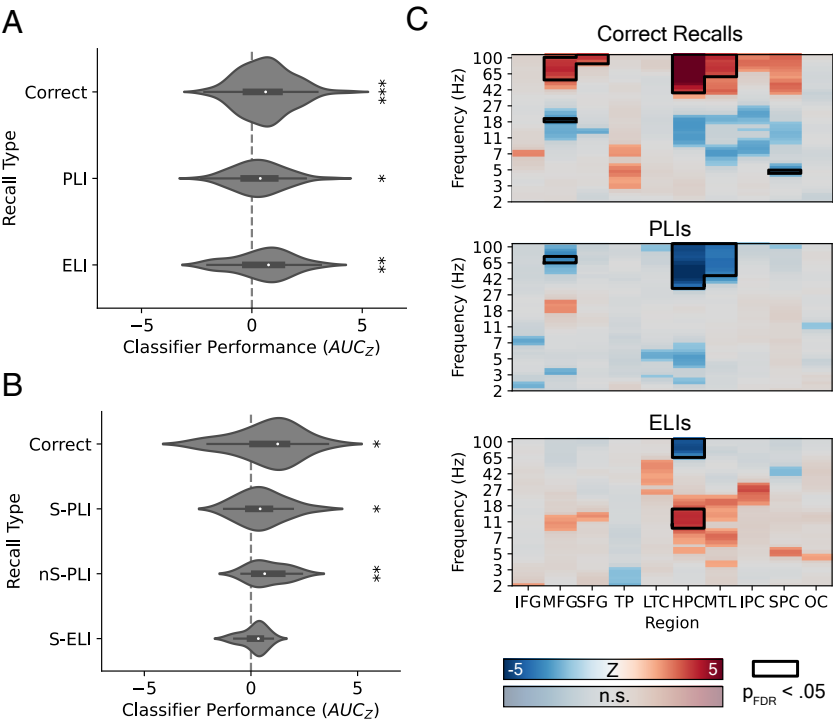 A
Recall Type
Correct
***
PLI
*
ELI
**
−5
0
5
Classifier Performance (AUC_Z)
B
Recall Type
Correct
*
S-PLI
*
nS-PLI
**
S-ELI
−5
0
5
Classifier Performance (AUC_Z)
C
Correct Recalls
Frequency (Hz)
100
65
42
27
18
11
7
5
3
2
PLIs
Frequency (Hz)
100
65
42
27
18
11
7
5
3
2
ELIs
Frequency (Hz)
100
65
42
27
18
11
7
5
3
2
IFG MFG SFG TP LTC HPC MTL IPC SPC OC
Region
-5 Z 5
n.s.
p_FDR < .05